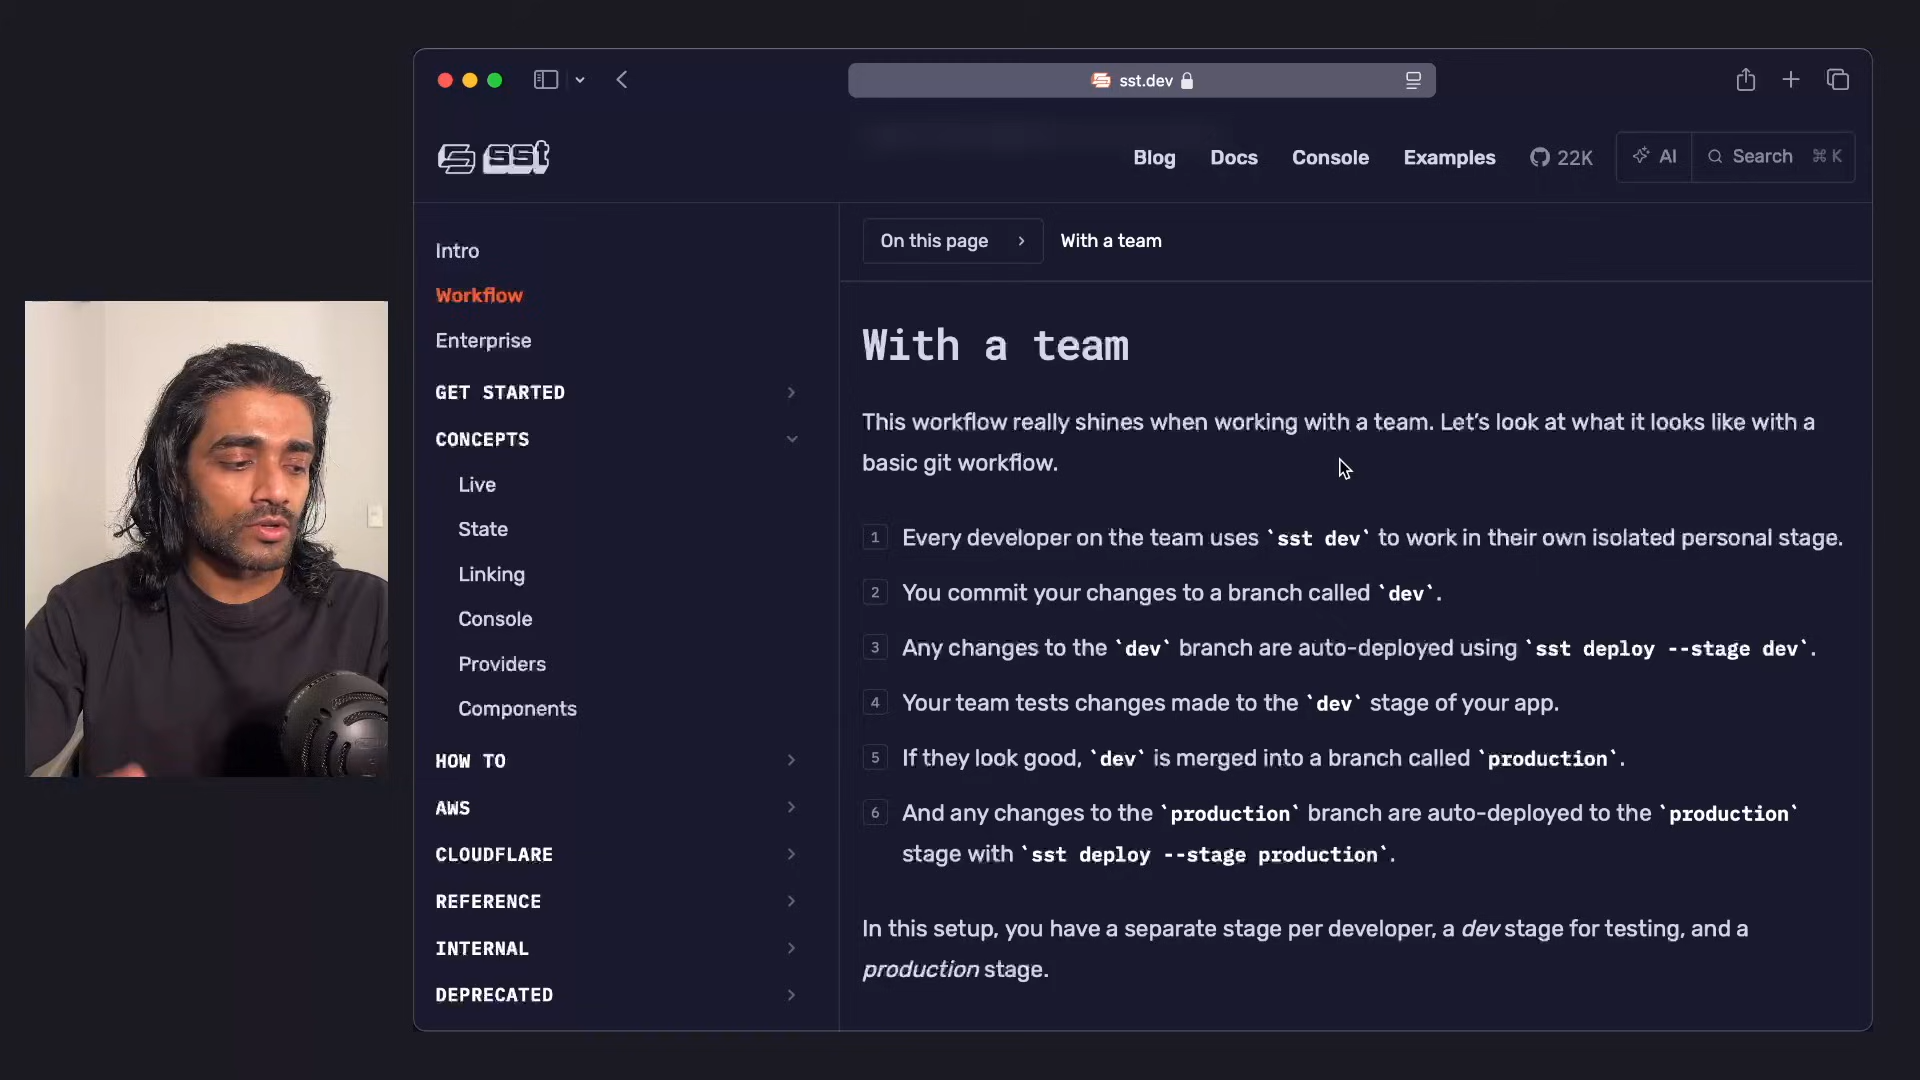 sst.dev
sst
Blog
Docs
Console
Examples
22K
AI
Search
⌘ K
Intro
Workflow
Enterprise
GET STARTED
CONCEPTS
Live
State
Linking
Console
Providers
Components
HOW TO
AWS
CLOUDFLARE
REFERENCE
INTERNAL
DEPRECATED
On this page
With a team
With a team
This workflow really shines when working with a team. Let’s look at what it looks like with a
basic git workflow.
1 Every developer on the team uses `sst dev` to work in their own isolated personal stage.
2 You commit your changes to a branch called `dev`.
3 Any changes to the `dev` branch are auto-deployed using `sst deploy --stage dev`.
4 Your team tests changes made to the `dev` stage of your app.
5 If they look good, `dev` is merged into a branch called `production`.
6 And any changes to the `production` branch are auto-deployed to the `production`
stage with `sst deploy --stage production`.
In this setup, you have a separate stage per developer, a dev stage for testing, and a
production stage.